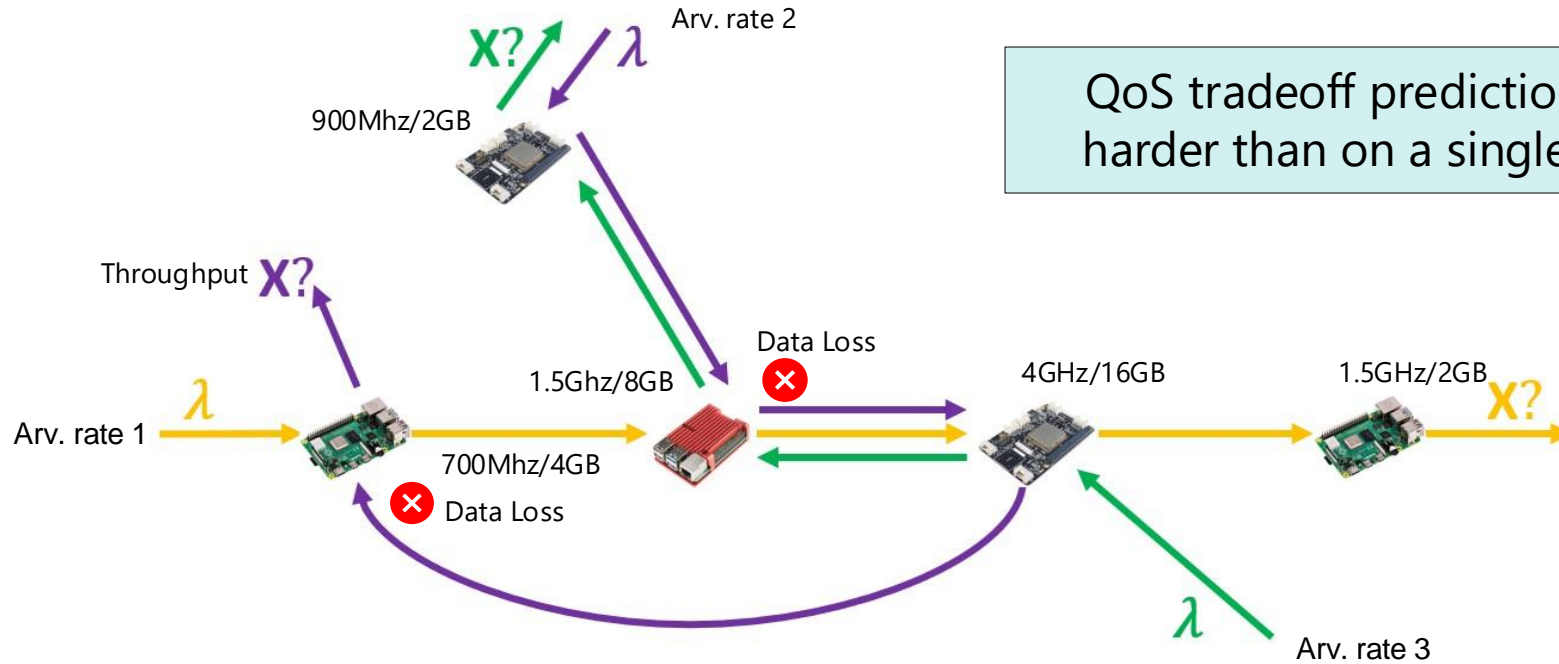 Arv. rate 2
X?
λ
QoS tradeoff predictio
harder than on a single
900Mhz/2GB
Throughput X?
Data Loss
1.5Ghz/8GB
4GHz/16GB
1.5GHz/2GB
λ
X?
Arv. rate 1
700Mhz/4GB
Data Loss
λ
Arv. rate 3